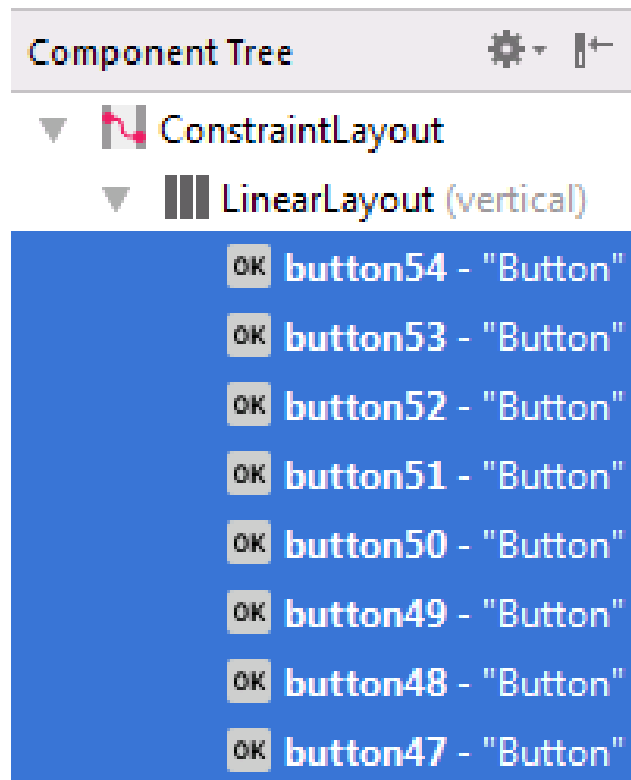 Component Tree
ConstraintLayout
LinearLayout (vertical)
OK button54 - "Button"
OK button53 - "Button"
OK button52 - "Button"
OK button51 - "Button"
OK button50 - "Button"
OK button49 - "Button"
OK button48 - "Button"
OK button47 - "Button"